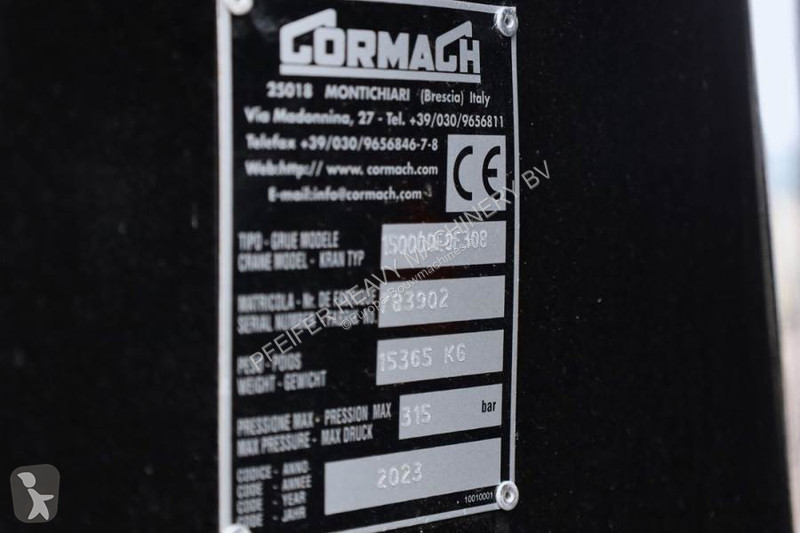 CORMACH
25018 MONTICHIARI (Brescia) Italy
Via Madonnina, 27 - Tel. +39/030/9656811
Telefax +39/030/9656846-7-8
Web:http:// www. cormach.com
E-mail:info@cormach.com
CE
TIPO - GRUE MODELE
CRANE MODEL - KRAN TYP
MATRICOLA - Nr. DE
SERIAL NUMBER
F83902
PESO - POIDS
WEIGHT - GEWICHT
15365 KG
PRESSIONE MAX - PRESSION MAX
MAX PRESSURE - MAX DRUCK
315 bar
CODICE - ANNO
CODE - ANNEE
CODE - YEAR
CODE - JAHR
2023
10010001
PFEIFER HEAVY MACHINERY BV